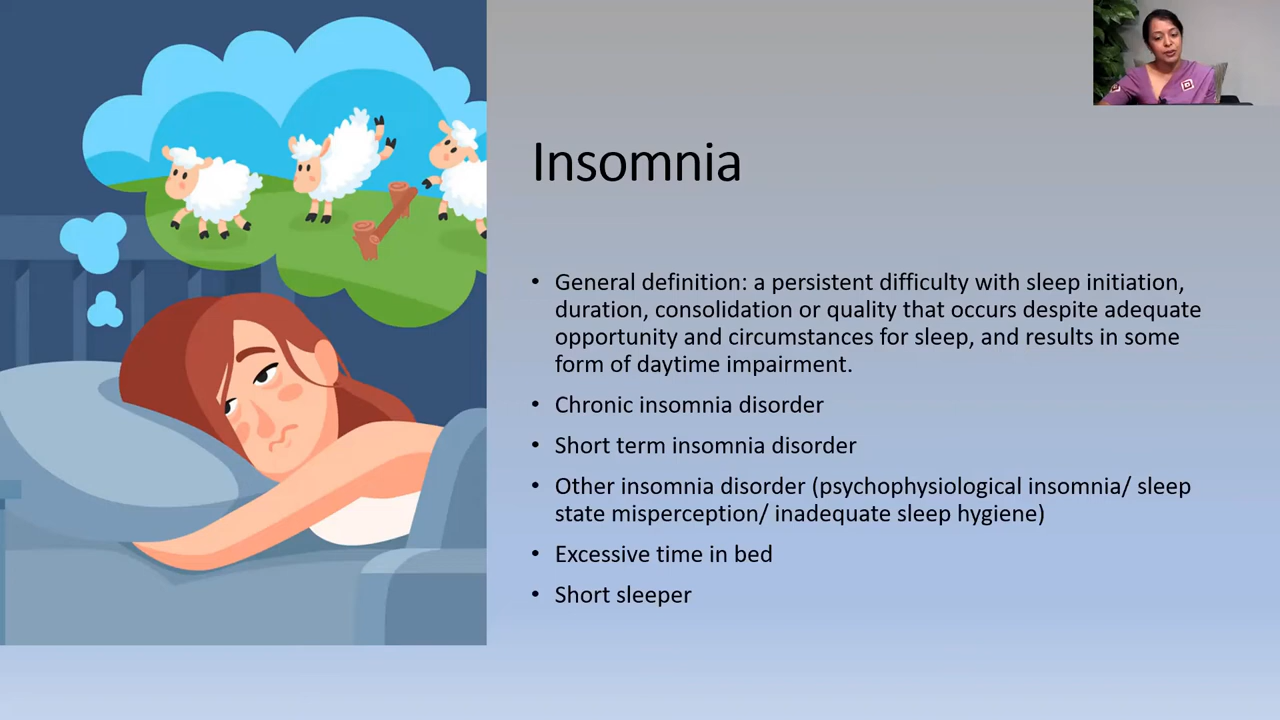 Insomnia
• General definition: a persistent difficulty with sleep initiation,
duration, consolidation or quality that occurs despite adequate
opportunity and circumstances for sleep, and results in some
form of daytime impairment.
• Chronic insomnia disorder
• Short term insomnia disorder
• Other insomnia disorder (psychophysiological insomnia/ sleep
state misperception/ inadequate sleep hygiene)
• Excessive time in bed
• Short sleeper